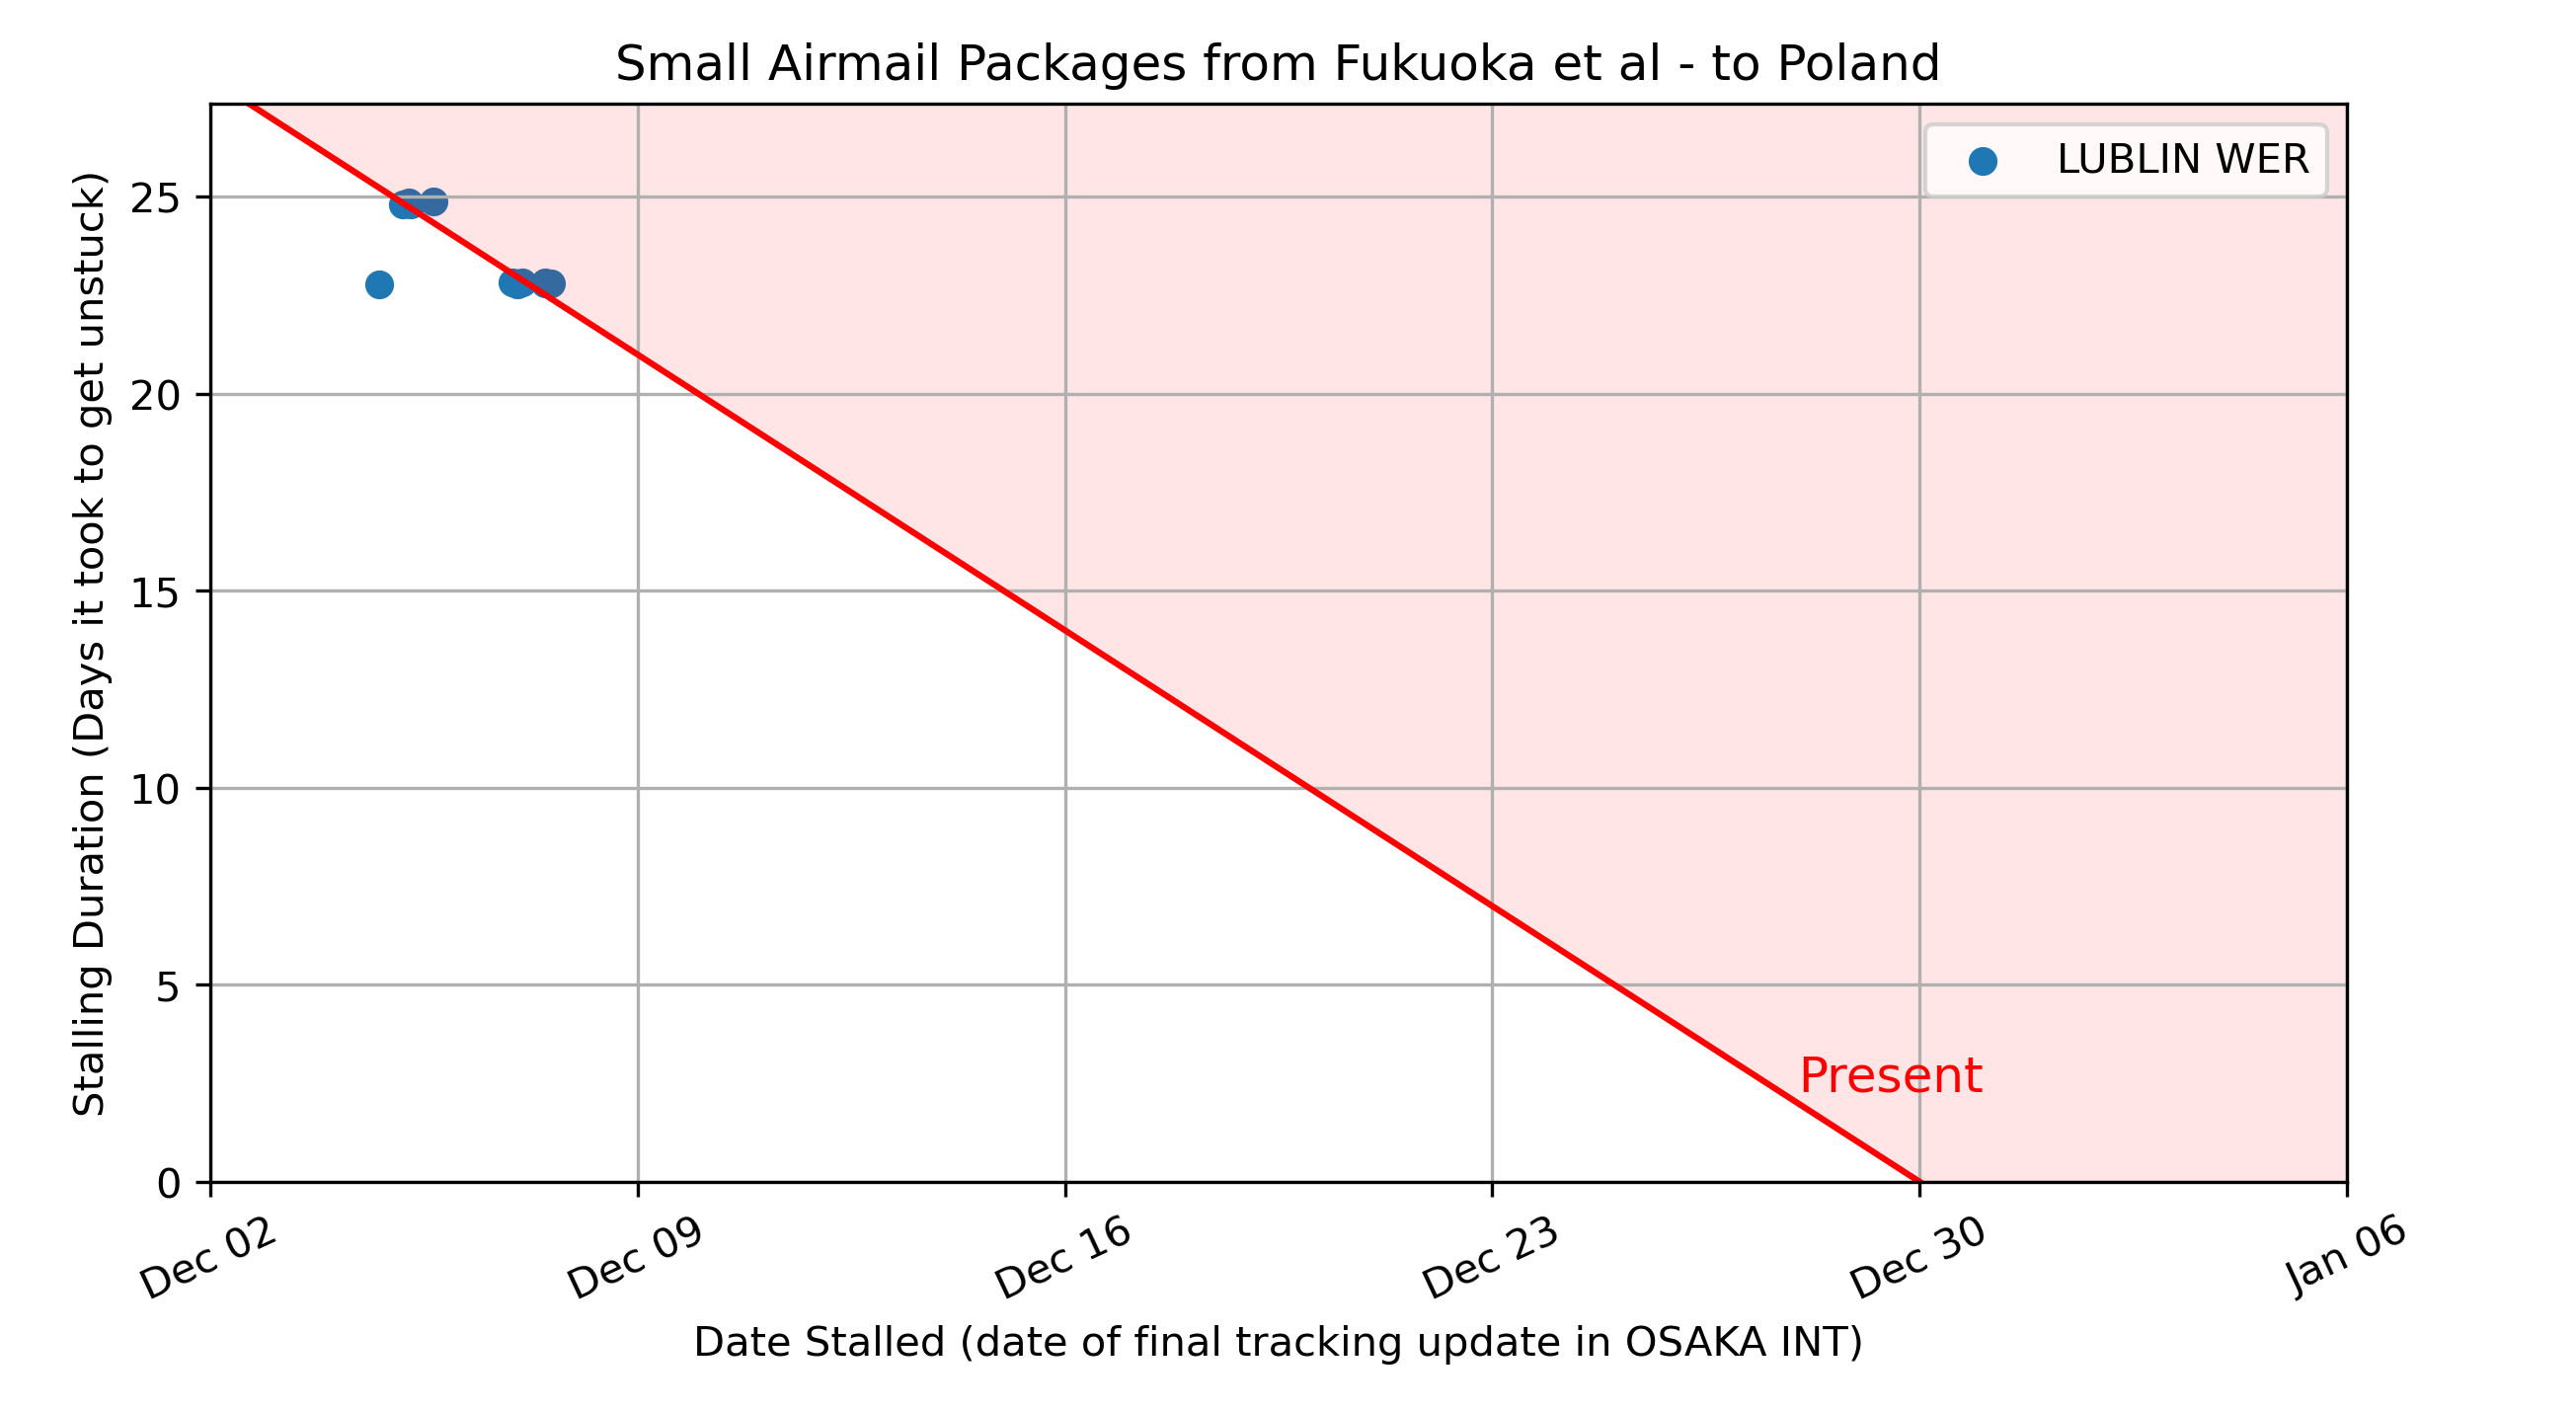 Small Airmail Packages from Fukuoka et al - to Poland
LUBLIN WER
Stalling Duration (Days it took to get unstuck)
25
20
15
10
5
0
Present
Dec 02
Dec 09
Dec 16
Dec 23
Dec 30
Jan 06
Date Stalled (date of final tracking update in OSAKA INT)